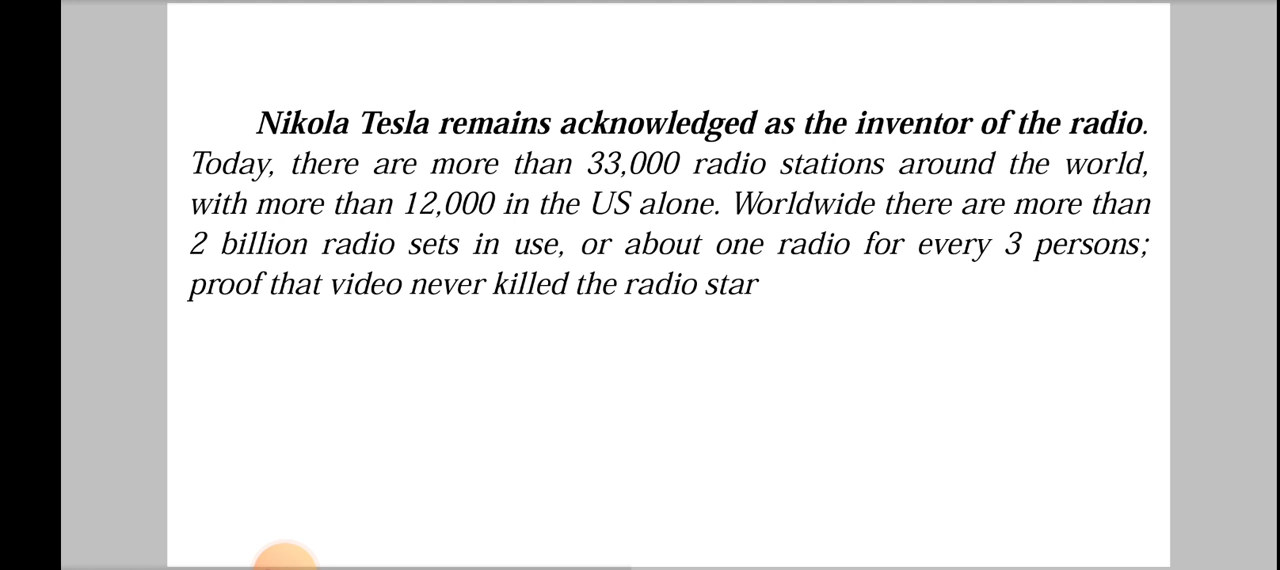 Nikola Tesla remains acknowledged as the inventor of the radio.
Today, there are more than 33,000 radio stations around the world,
with more than 12,000 in the US alone. Worldwide there are more than
2 billion radio sets in use, or about one radio for every 3 persons;
proof that video never killed the radio star